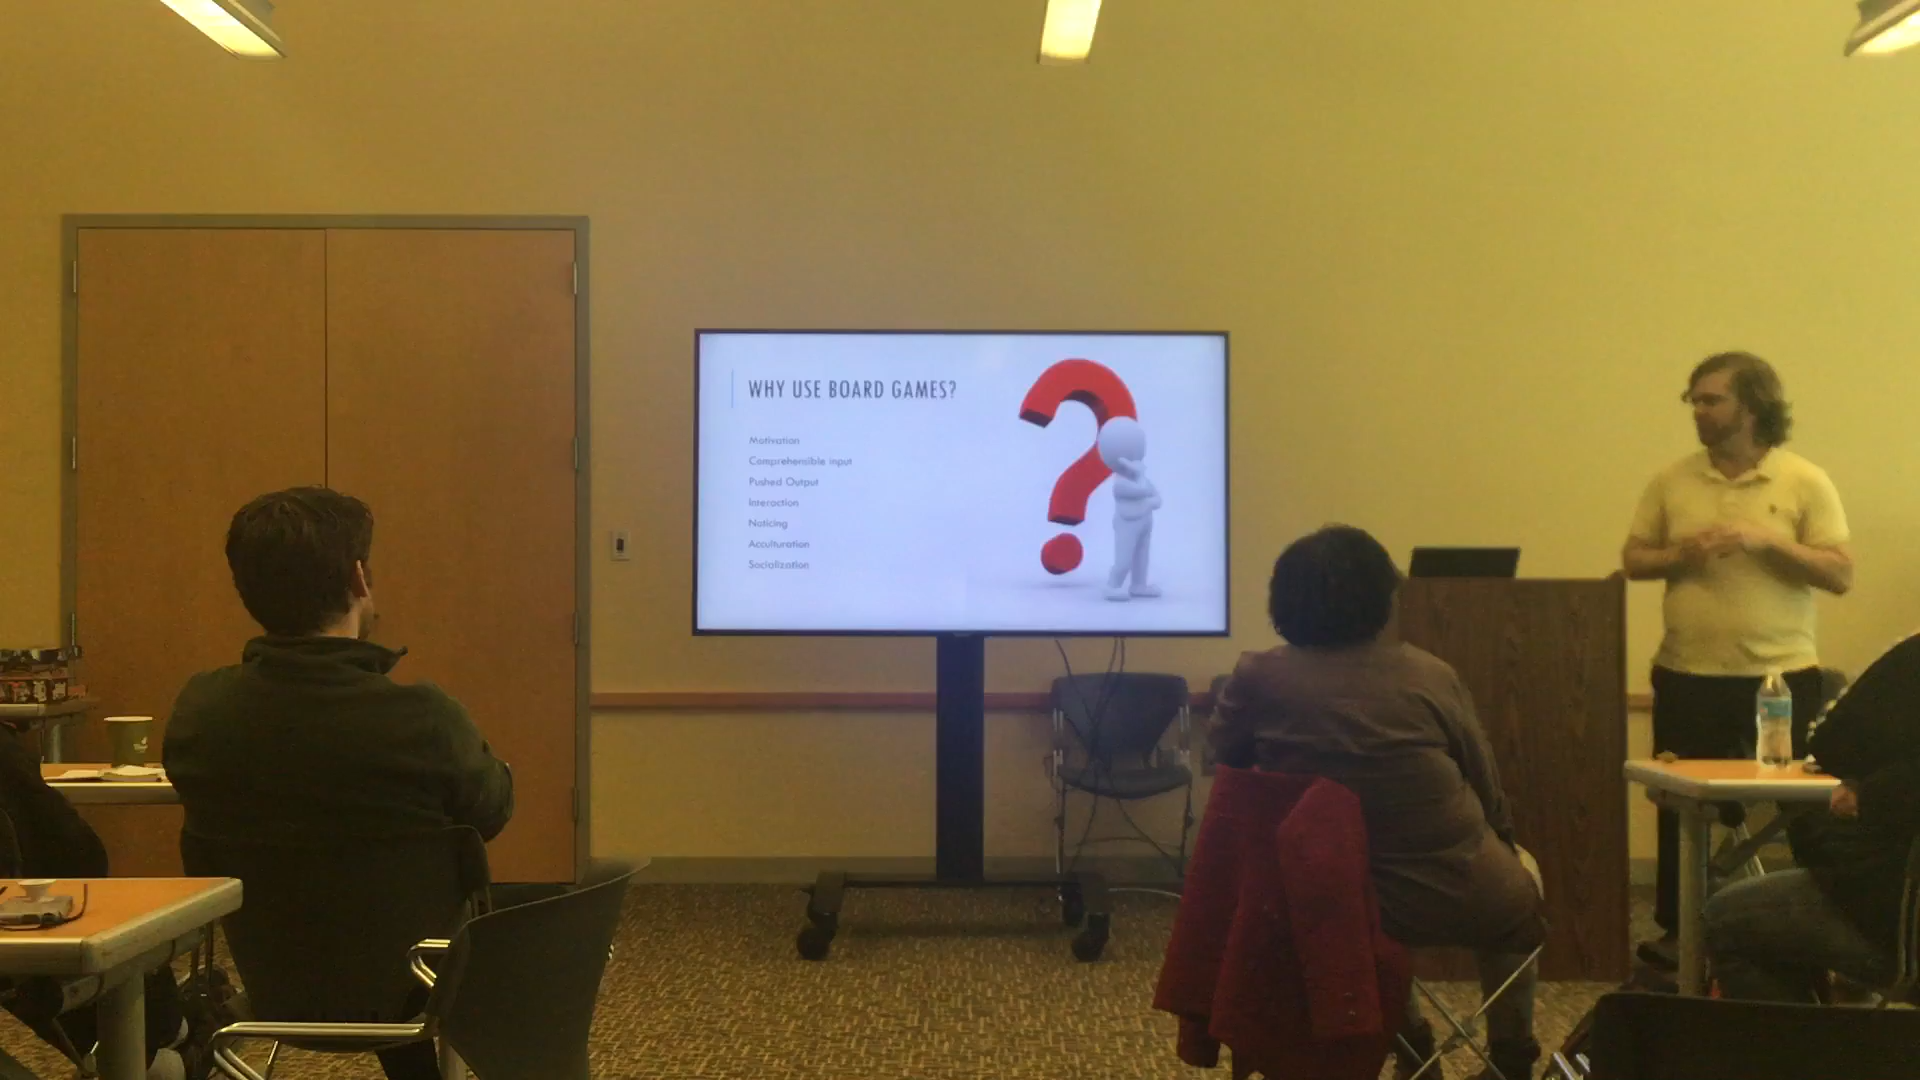 WHY USE BOARD GAMES?
Motivation
Comprehensible input
Pushed Output
Interaction
Noticing
Acculturation
Socialization